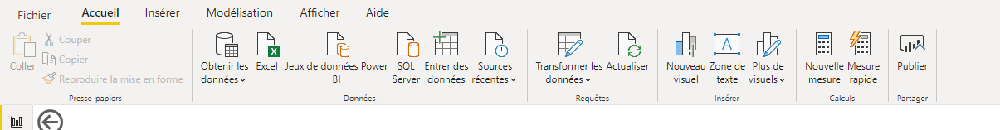 Fichier Accueil Insérer Modélisation Afficher Aide
Coller
Couper
Copier
Reproduire la mise en forme
Presse-papiers
Obtenir les
données
Excel
Jeux de données Power
BI
SQL
Server
Entrer des
données
Sources
récentes
Données
Transformer les
données
Actualiser
Requêtes
Nouveau
visuel
A
Zone de
texte
Plus de
visuels
Insérer
Nouvelle
mesure
Mesure
rapide
Calculs
Publier
Partager